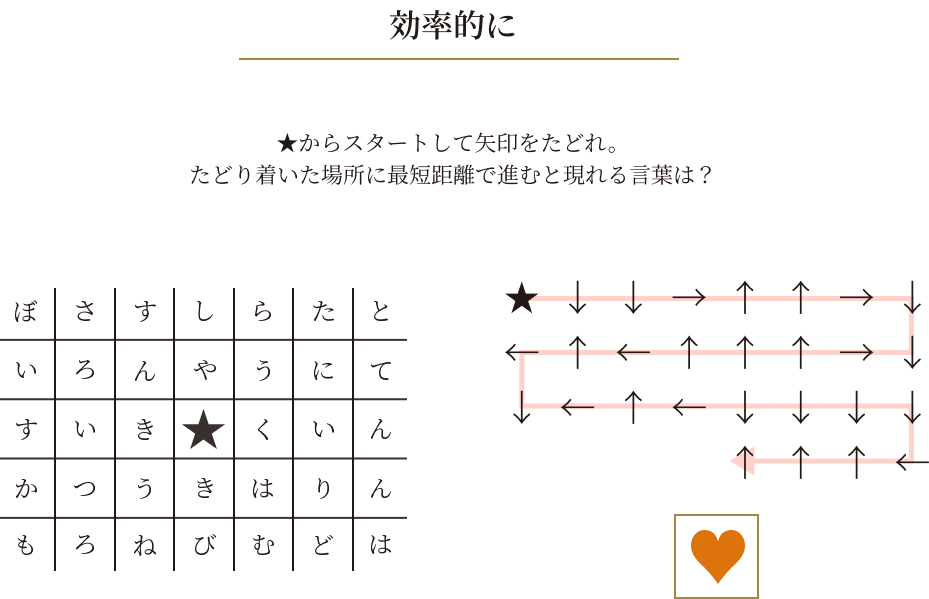 効率的に
★からスタートして矢印をたどれ。
たどり着いた場所に最短距離で進むと現れる言葉は？
ぼ さ す し ら た と
い ろ ん や う に て
す い き ★ く い ん
か つ う き は り ん
も ろ ね び む ど は
★ ↓ ↓ → ↑ ↑ → ↓
← ↑ ← ↑ ↑ ↑ → ↓
↓ ← ↑ ← ↓ ↓ ↓ ↓
↑ ↑ ↑ ←